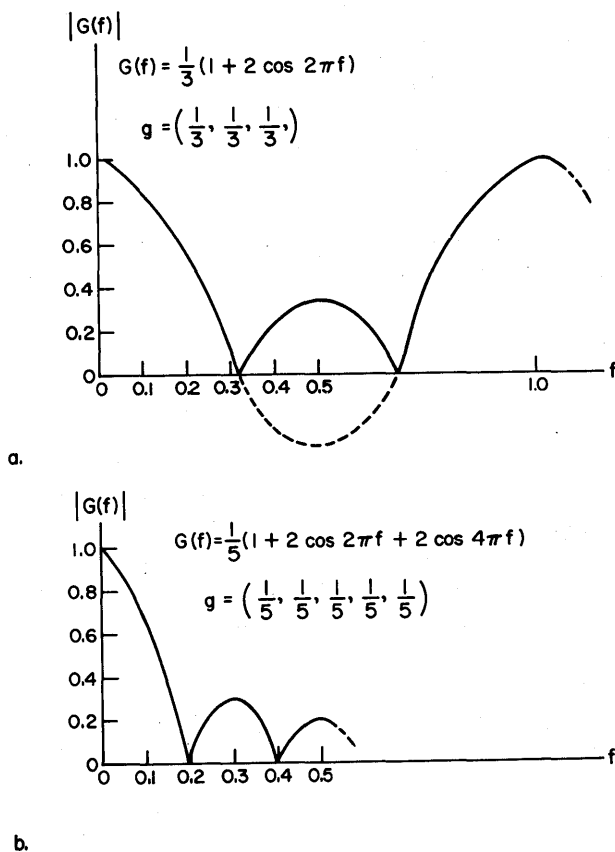 |G(f)|
G(f) = 1/3 (1 + 2 cos 2πf)
g = (1/3, 1/3, 1/3,)
1.0
0.8
0.6
0.4
0.2
0
0 0.1 0.2 0.3 0.4 0.5 1.0 f
a.
|G(f)|
G(f)=1/5(1 + 2 cos 2πf + 2 cos 4πf)
g = (1/5, 1/5, 1/5, 1/5, 1/5)
1.0
0.8
0.6
0.4
0.2
0
0 0.1 0.2 0.3 0.4 0.5 f
b.